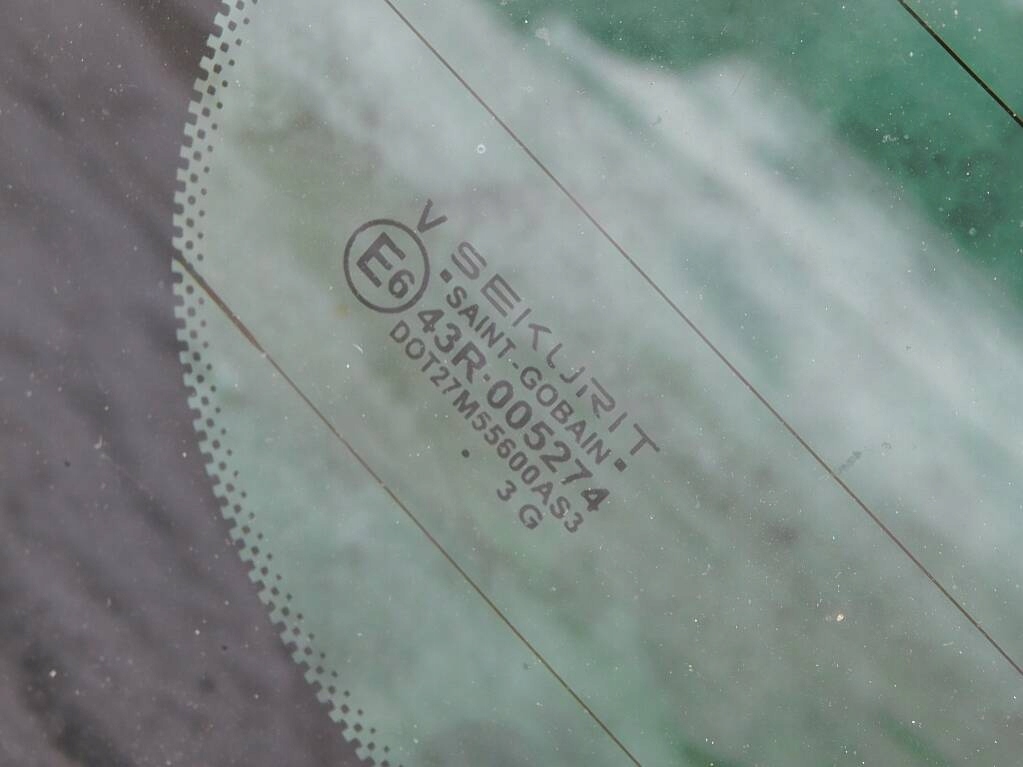 V SEKURIT
•SAINT-GOBAIN•
E6 43R-005274
DOT27M55600AS3
3 G